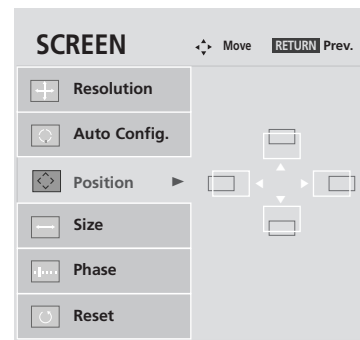 SCREEN Move RETURN Prev.
Resolution
Auto Config.
Position
Size
Phase
Reset